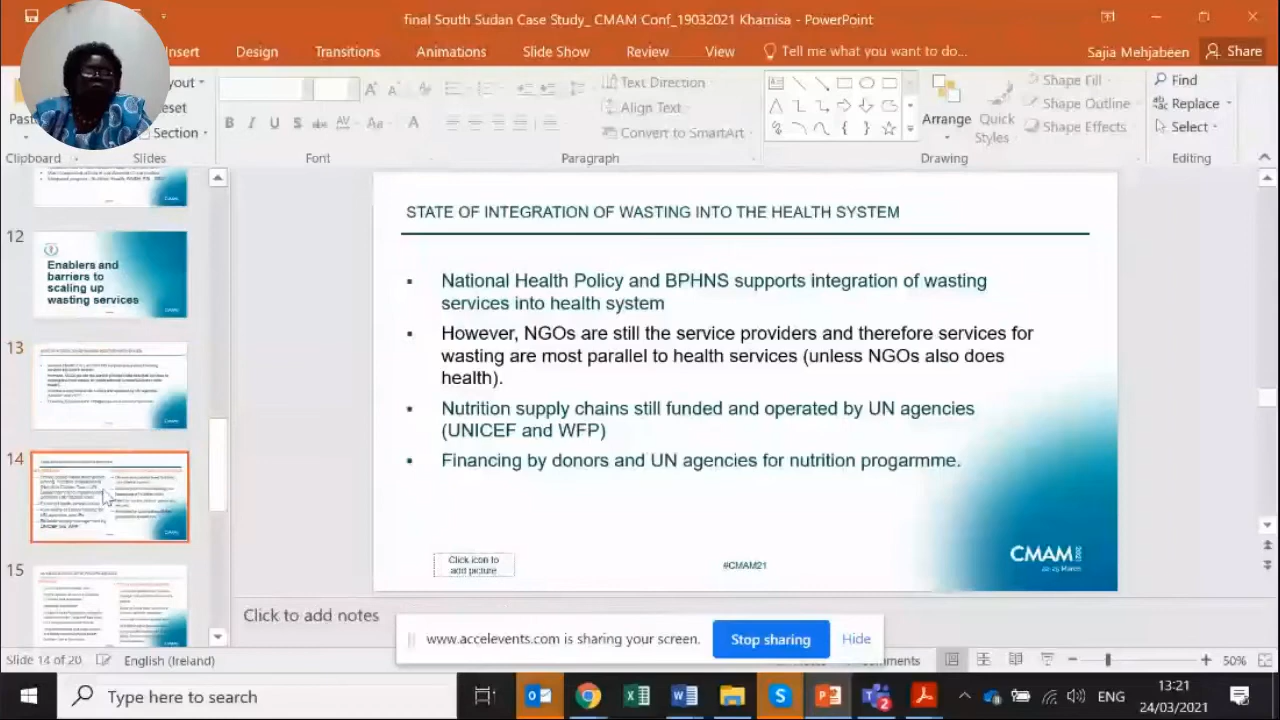 final South Sudan Case Study_ CMAM Conf_19032021 Khamisa - PowerPoint
Insert Design Transitions Animations Slide Show Review View Tell me what you want to do... Sajia Mehjabeen Share
Text Direction
Align Text
Convert to SmartArt
Section
Arrange
Quick Styles
Shape Fill
Shape Outline
Shape Effects
Find
Replace
Select
Clipboard Slides Font Paragraph Drawing Editing
12
Enablers and
barriers to
scaling up
wasting services
13
14
15
STATE OF INTEGRATION OF WASTING INTO THE HEALTH SYSTEM
National Health Policy and BPHNS supports integration of wasting
services into health system
However, NGOs are still the service providers and therefore services for
wasting are most parallel to health services (unless NGOs also does
health).
Nutrition supply chains still funded and operated by UN agencies
(UNICEF and WFP)
Financing by donors and UN agencies for nutrition progarmme.
Click icon to
add picture
#CMAM21
CMAM 2021
22-25 March
Click to add notes
www.accelevents.com is sharing your screen. Stop sharing Hide
Slide 14 of 20 English (Ireland) 50%
Type here to search
ENG
13:21
24/03/2021